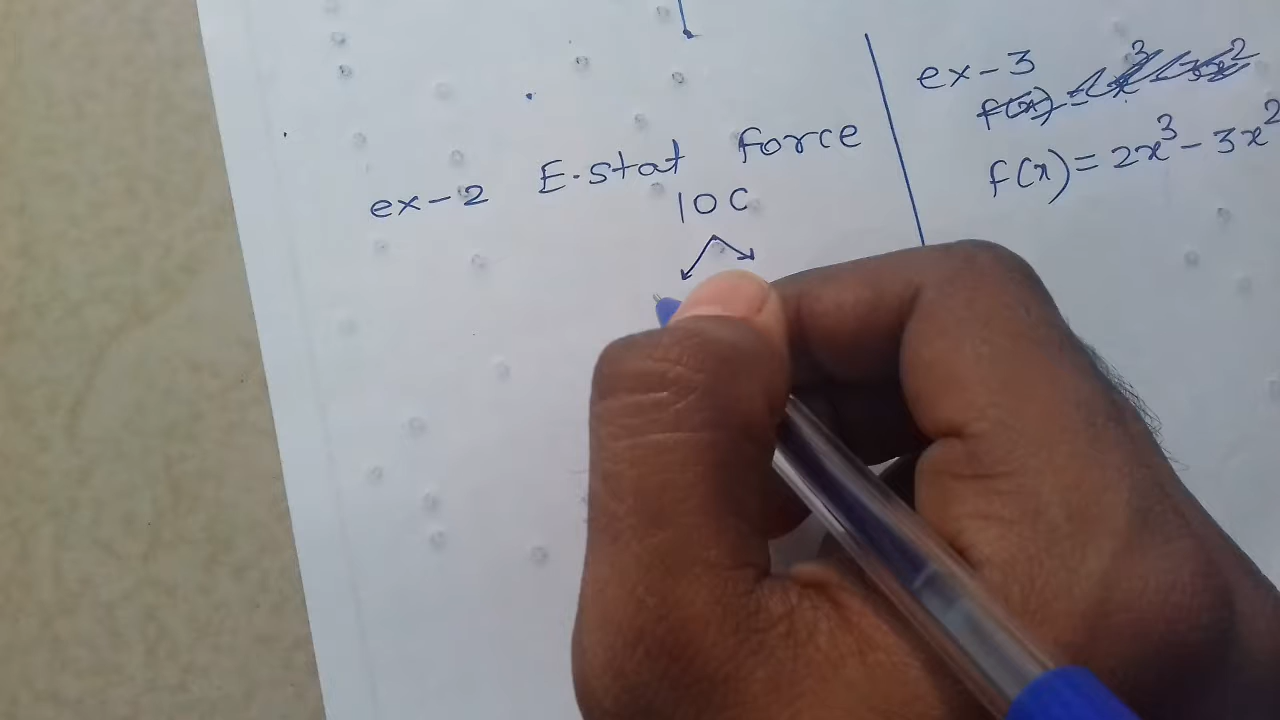 ex-2 E.stat force
10C
ex-3
f(x) =
f(x) = 2x³ - 3x²